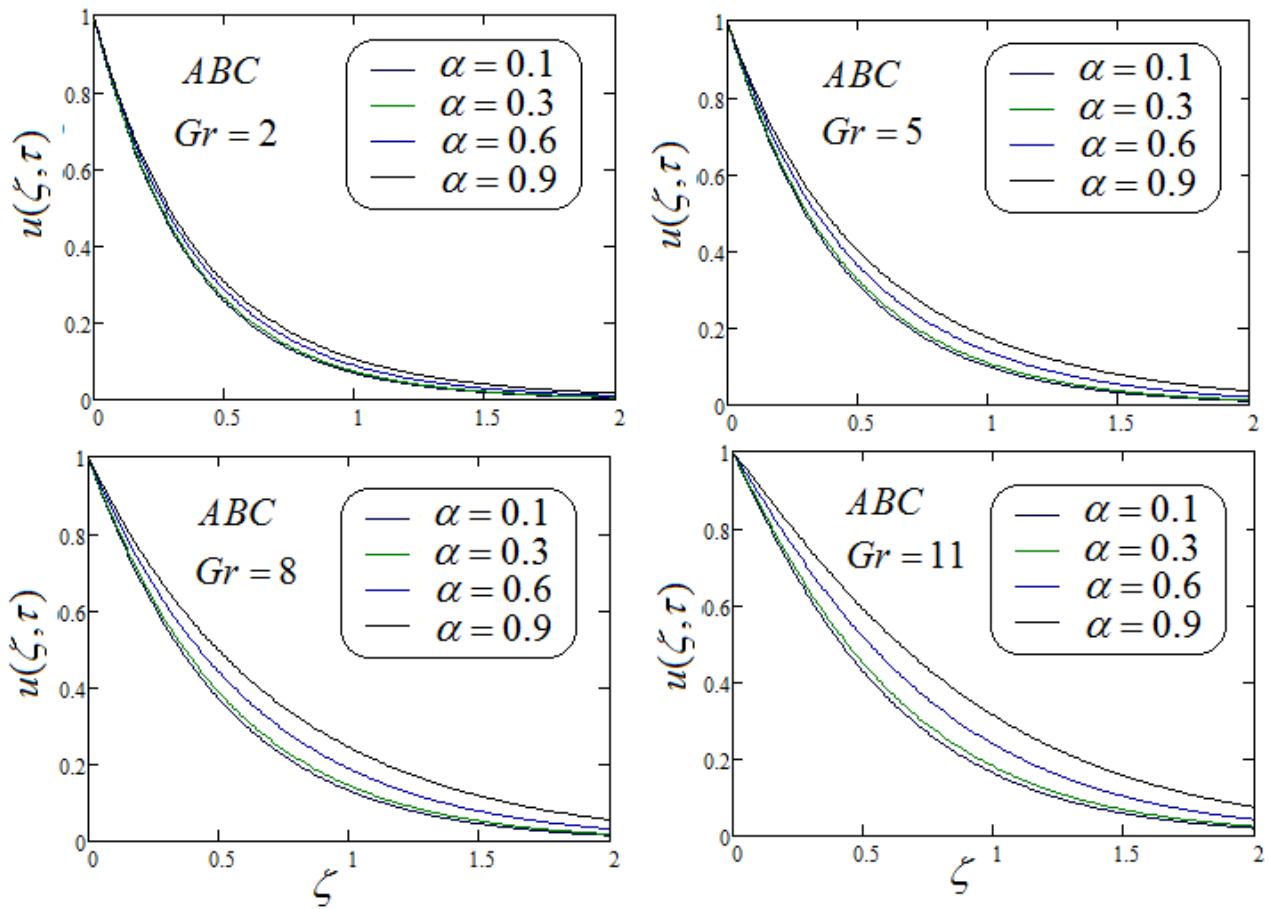 ABC
Gr = 2
α = 0.1
α = 0.3
α = 0.6
α = 0.9
u(ζ,τ)
1
0.8
0.6
0.4
0.2
0
0 0.5 1 1.5 2
ABC
Gr = 5
α = 0.1
α = 0.3
α = 0.6
α = 0.9
u(ζ,τ)
1
0.8
0.6
0.4
0.2
0
0 0.5 1 1.5 2
ABC
Gr = 8
α = 0.1
α = 0.3
α = 0.6
α = 0.9
u(ζ,τ)
1
0.8
0.6
0.4
0.2
0
0 0.5 1 1.5 2
ζ
ABC
Gr = 11
α = 0.1
α = 0.3
α = 0.6
α = 0.9
u(ζ,τ)
1
0.8
0.6
0.4
0.2
0
0 0.5 1 1.5 2
ζ